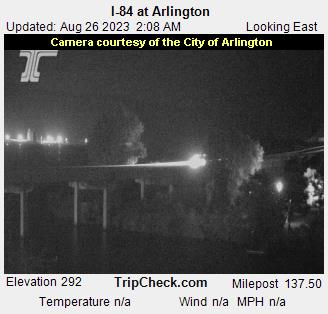 I-84 at Arlington
Updated: Aug 26 2023 2:08 AM Looking East
Camera courtesy of the City of Arlington
Elevation 292 TripCheck.com Milepost 137.50
Temperature n/a Wind n/a MPH n/a